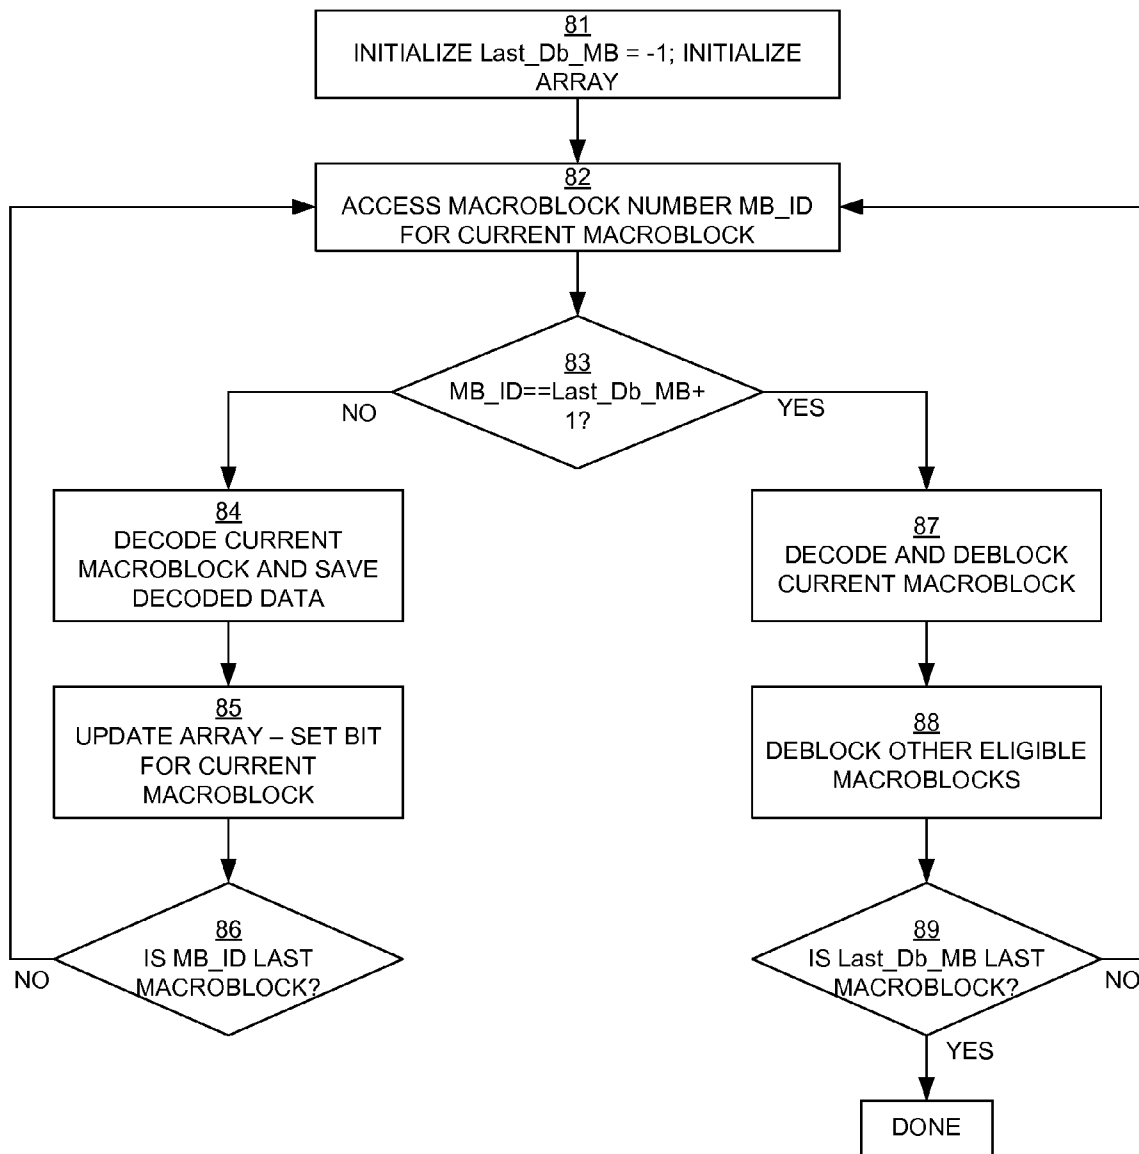 81
INITIALIZE Last_Db_MB = -1; INITIALIZE
ARRAY
82
ACCESS MACROBLOCK NUMBER MB_ID
FOR CURRENT MACROBLOCK
83
MB_ID==Last_Db_MB+
1?
NO
YES
84
DECODE CURRENT
MACROBLOCK AND SAVE
DECODED DATA
87
DECODE AND DEBLOCK
CURRENT MACROBLOCK
85
UPDATE ARRAY – SET BIT
FOR CURRENT
MACROBLOCK
88
DEBLOCK OTHER ELIGIBLE
MACROBLOCKS
86
IS MB_ID LAST
MACROBLOCK?
NO
89
IS Last_Db_MB LAST
MACROBLOCK?
NO
YES
DONE